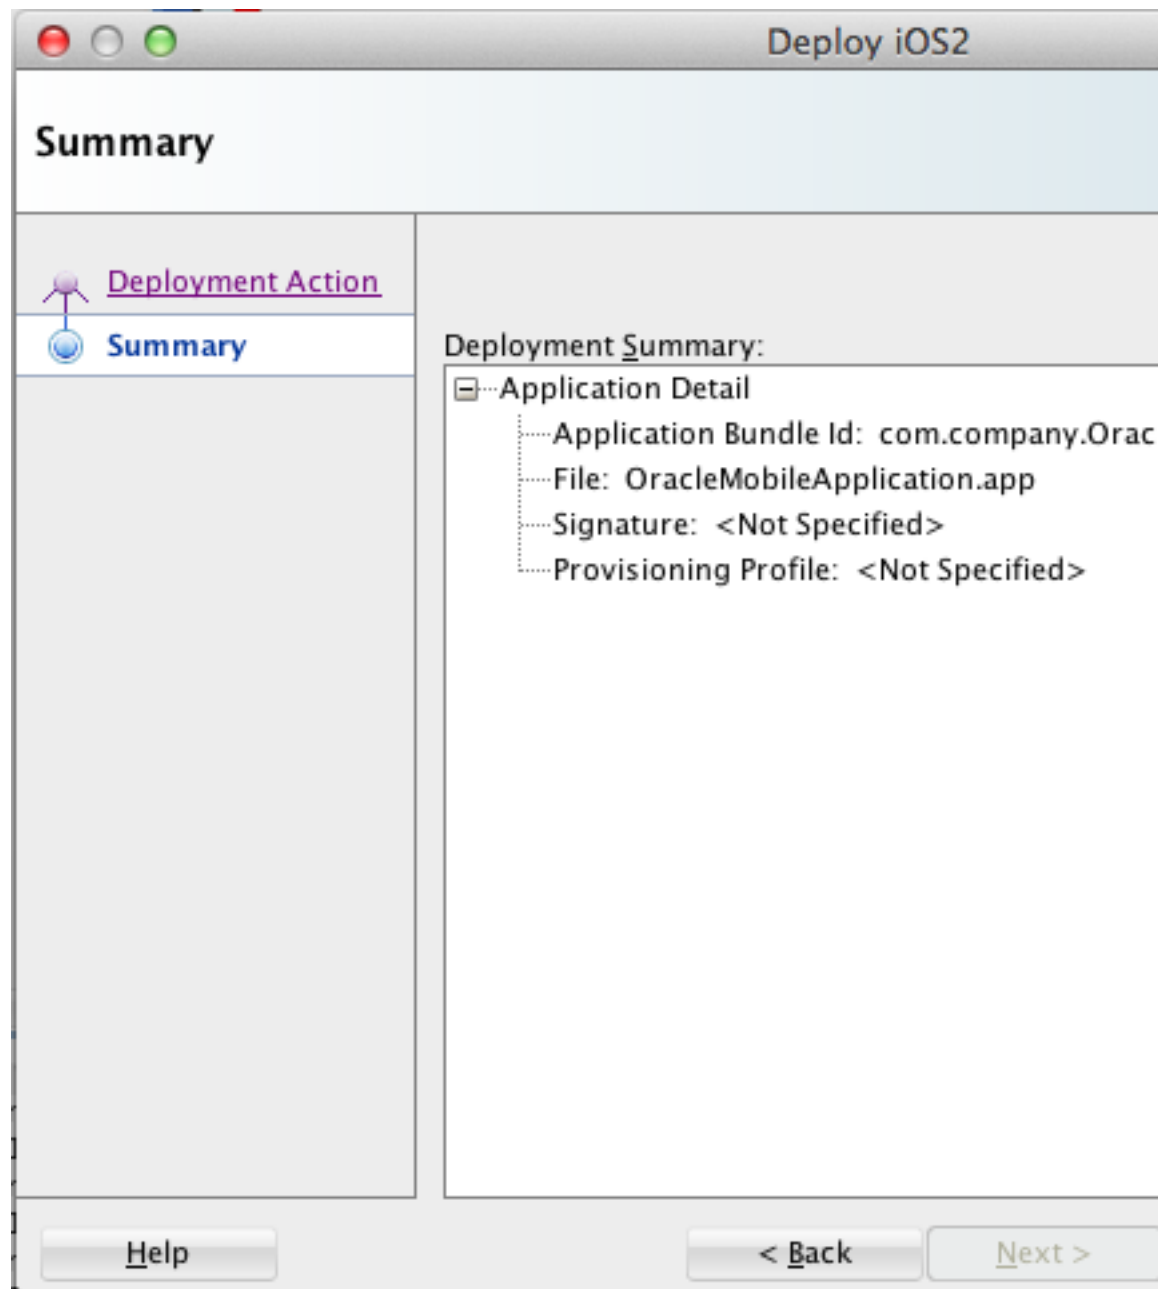 Deploy iOS2
Summary
Deployment Action
Summary
Deployment Summary:
Application Detail
Application Bundle Id: com.company.Orac
File: OracleMobileApplication.app
Signature: <Not Specified>
Provisioning Profile: <Not Specified>
Help
< Back
Next >